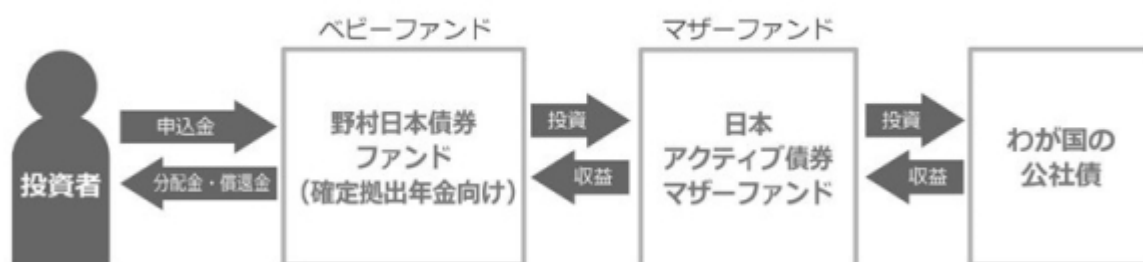 ベビーファンド
マザーファンド
投資者
申込金
分配金・償還金
野村日本債券
ファンド
（確定拠出年金向け）
投資
収益
日本
アクティブ債券
マザーファンド
投資
収益
わが国の
公社債